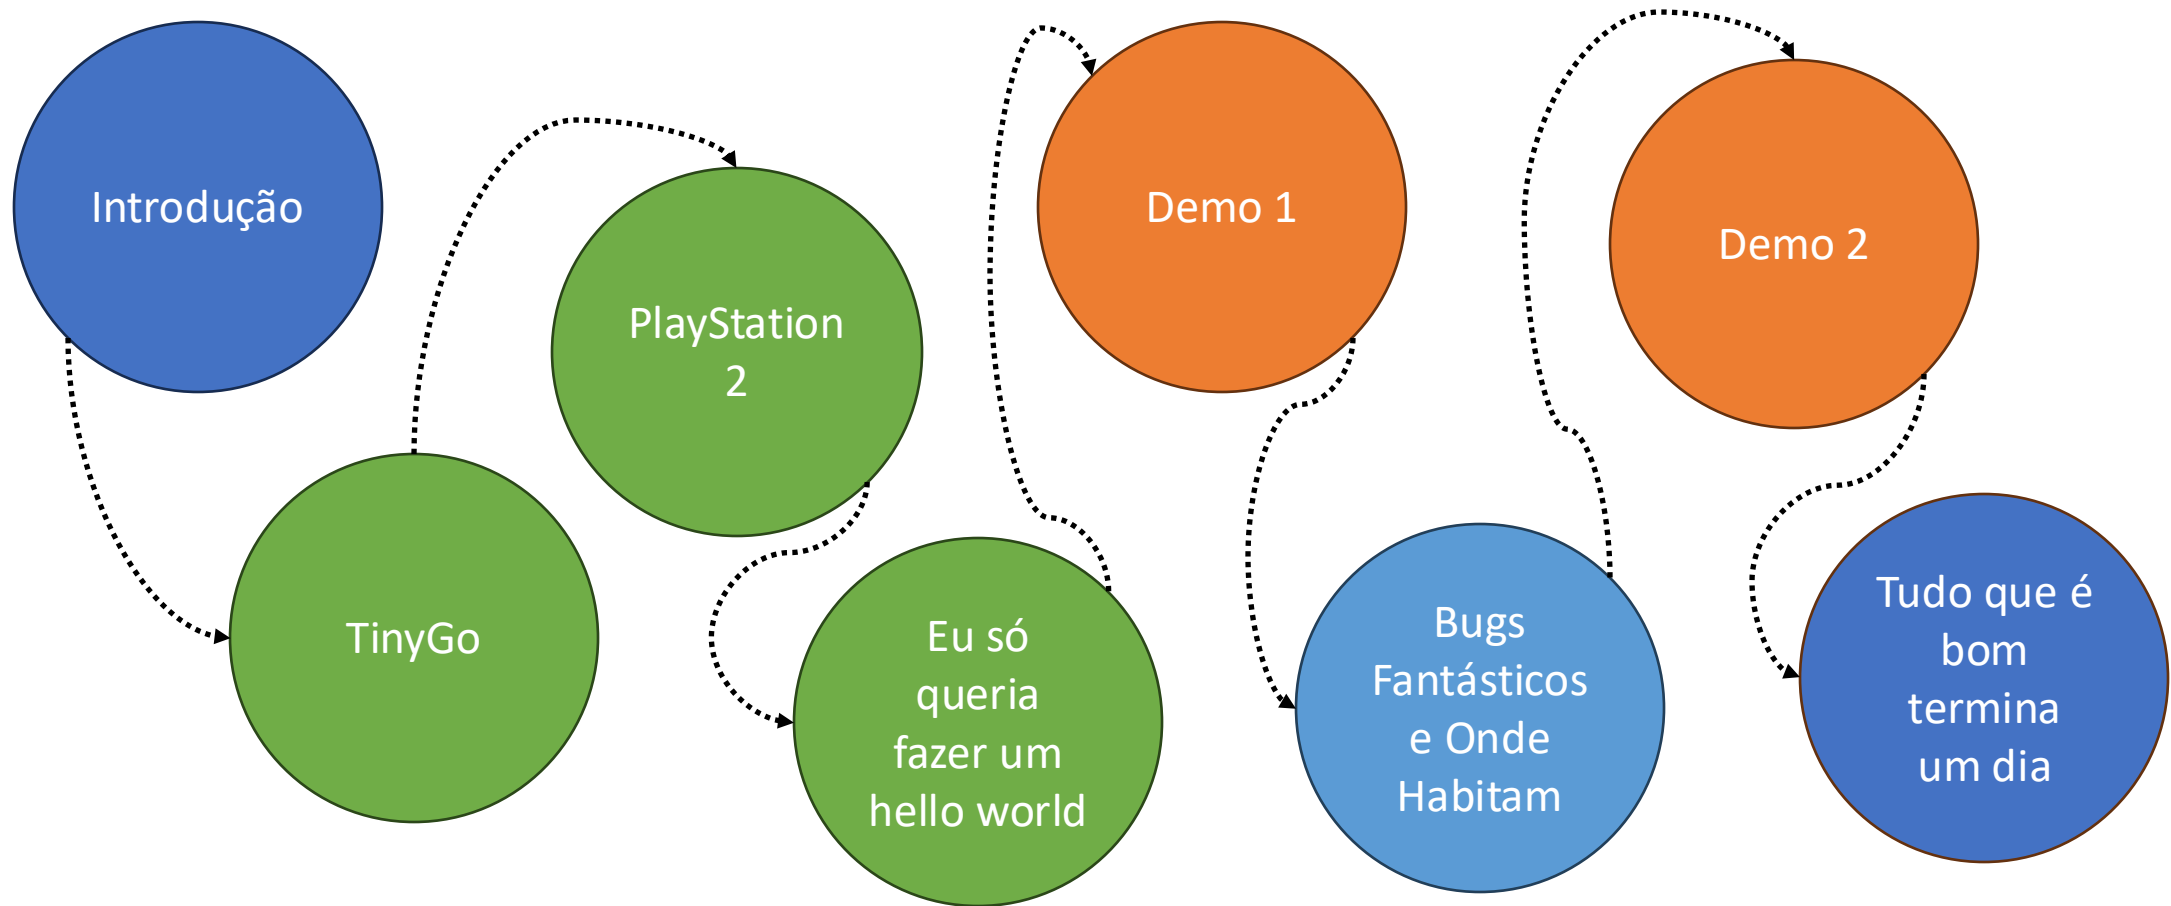 Introdução
TinyGo
PlayStation
2
Eu só
queria
fazer um
hello world
Demo 1
Bugs
Fantásticos
e Onde
Habitam
Demo 2
Tudo que é
bom
termina
um dia